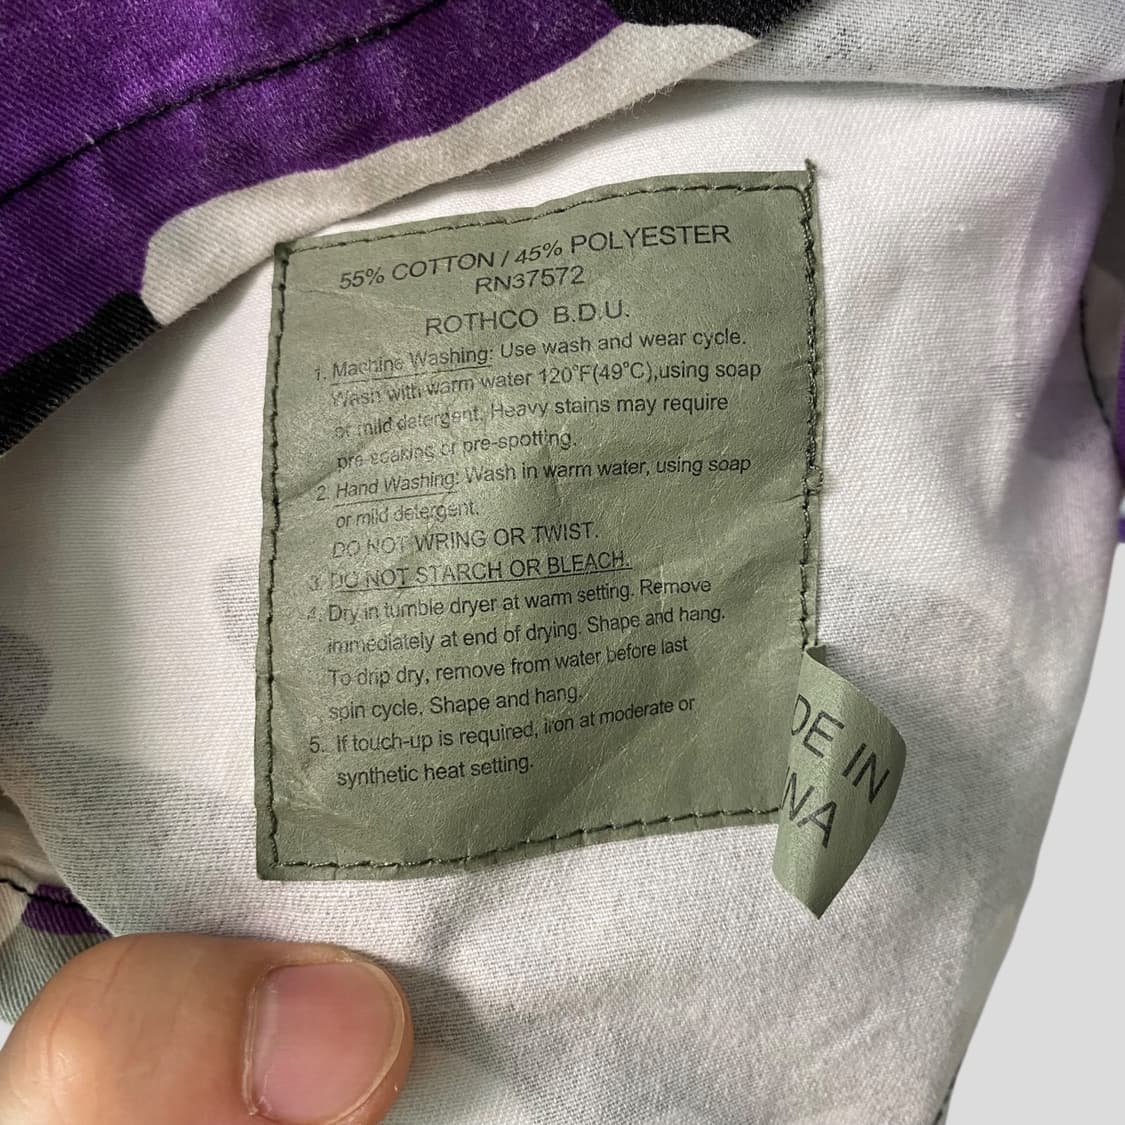 55% COTTON / 45% POLYESTER
RN37572
ROTHCO B.D.U.
1. Machine Washing: Use wash and wear cycle.
Wash with warm water 120°F(49°C),using soap
or mild detergent. Heavy stains may require
pre-soaking or pre-spotting.
2. Hand Washing: Wash in warm water, using soap
or mild detergent.
DO NOT WRING OR TWIST.
3. DO NOT STARCH OR BLEACH.
4. Dry in tumble dryer at warm setting. Remove
immediately at end of drying. Shape and hang.
To drip dry, remove from water before last
spin cycle. Shape and hang.
5. If touch-up is required, iron at moderate or
synthetic heat setting.
DE IN
NA